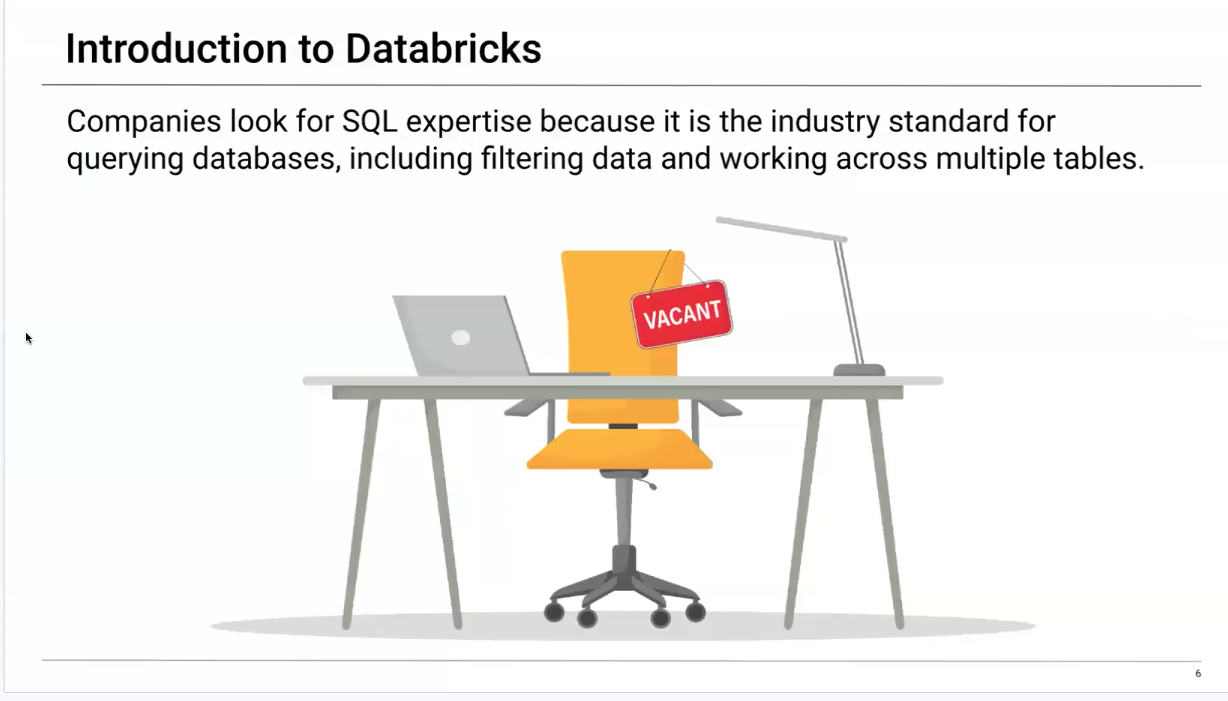 Introduction to Databricks
Companies look for SQL expertise because it is the industry standard for
querying databases, including filtering data and working across multiple tables.
VACANT
6